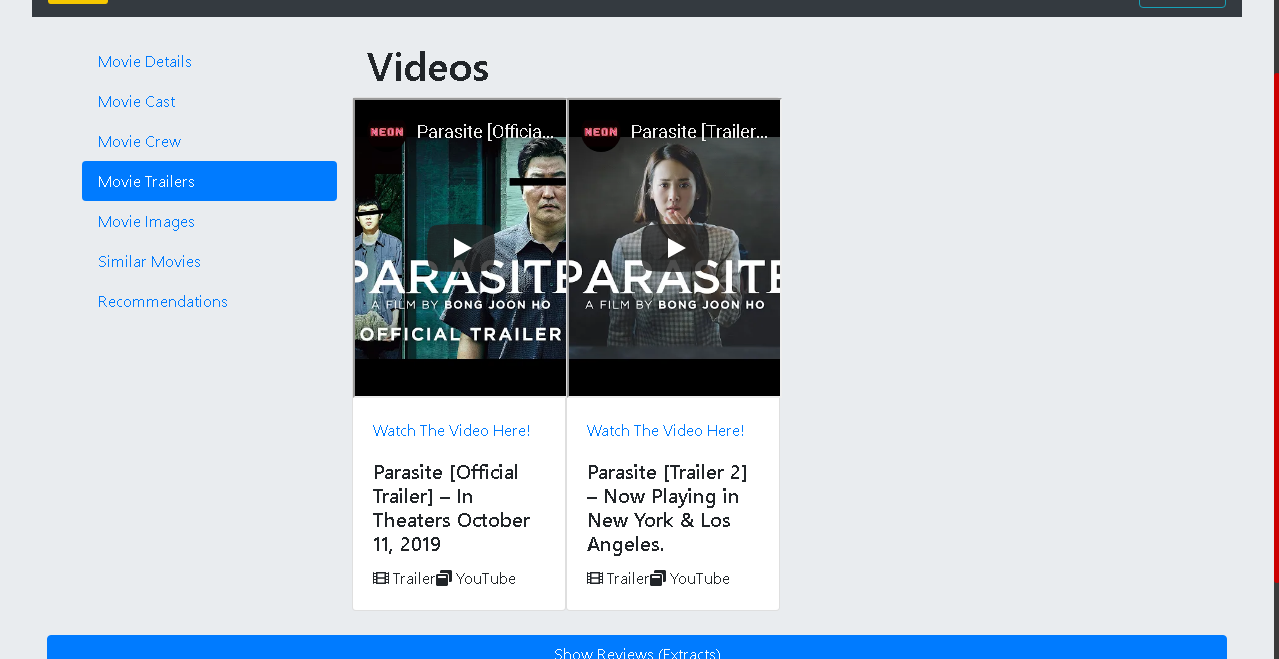 Movie Details
Movie Cast
Movie Crew
Movie Trailers
Movie Images
Similar Movies
Recommendations
Videos
NEON Parasite [Officia...
PARASITE
A FILM BY BONG JOON HO
OFFICIAL TRAILER
Watch The Video Here!
Parasite [Official
Trailer] – In
Theaters October
11, 2019
Trailer YouTube
NEON Parasite [Trailer...
PARASITE
A FILM BY BONG JOON HO
Watch The Video Here!
Parasite [Trailer 2]
– Now Playing in
New York & Los
Angeles.
Trailer YouTube
Show Reviews (Extracts)